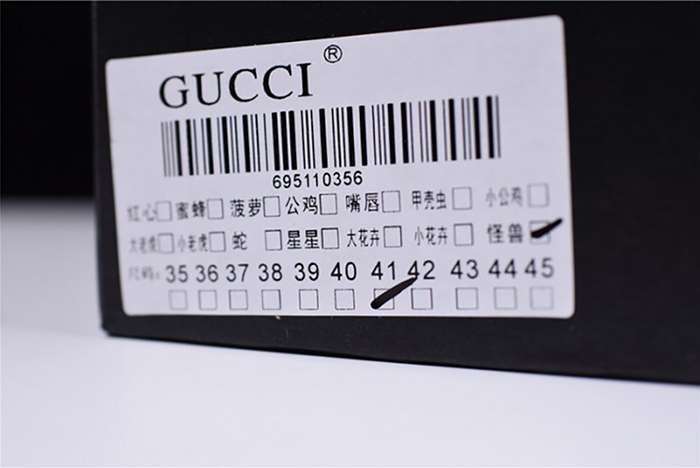 GUCCI ®
695110356
红心□ 蜜蜂□ 菠萝□ 公鸡□ 嘴唇□ 甲壳虫□ 小公鸡□
大老虎□ 小老虎□ 蛇□ 星星□ 大花卉□ 小花卉□ 怪兽□
尺码: 35 36 37 38 39 40 41 42 43 44 45